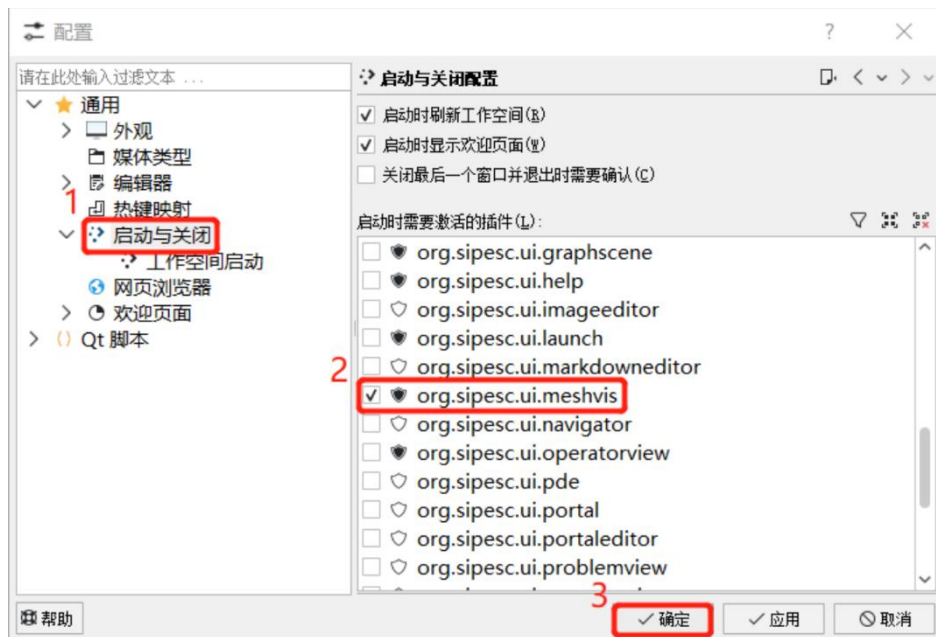 配置
?
请在此处输入过滤文本 ...
通用
外观
媒体类型
1
编辑器
热键映射
启动与关闭
工作空间启动
网页浏览器
欢迎页面
Qt 脚本
启动与关闭配置
启动时刷新工作空间(R)
启动时显示欢迎页面(W)
关闭最后一个窗口并退出时需要确认(C)
启动时需要激活的插件(L):
org.sipesc.ui.graphscene
org.sipesc.ui.help
org.sipesc.ui.imageeditor
org.sipesc.ui.launch
org.sipesc.ui.markdowneditor
2
org.sipesc.ui.meshvis
org.sipesc.ui.navigator
org.sipesc.ui.operatorview
org.sipesc.ui.pde
org.sipesc.ui.portal
org.sipesc.ui.portaleditor
org.sipesc.ui.problemview
3
帮助
确定
应用
取消